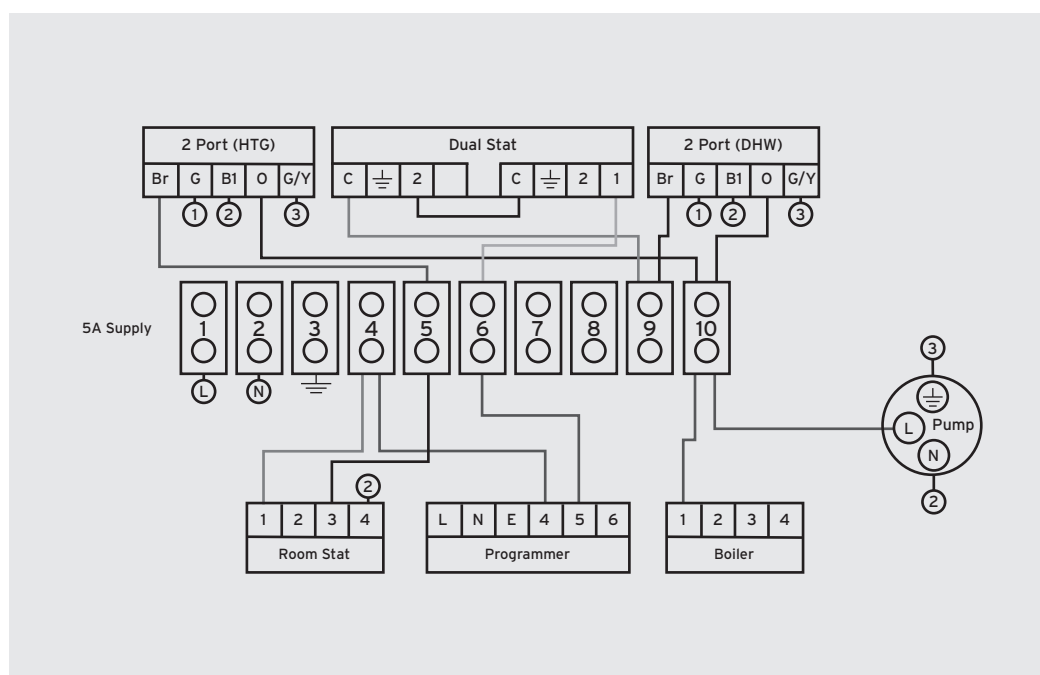 2 Port (HTG) Dual Stat 2 Port (DHW)
Br G B1 O G/Y C 2 C 2 1 Br G B1 O G/Y
1 2 3 1 2 3
5A Supply 1 2 3 4 5 6 7 8 9 10
L N
3
L Pump
N
2
2
1 2 3 4 L N E 4 5 6 1 2 3 4
Room Stat Programmer Boiler